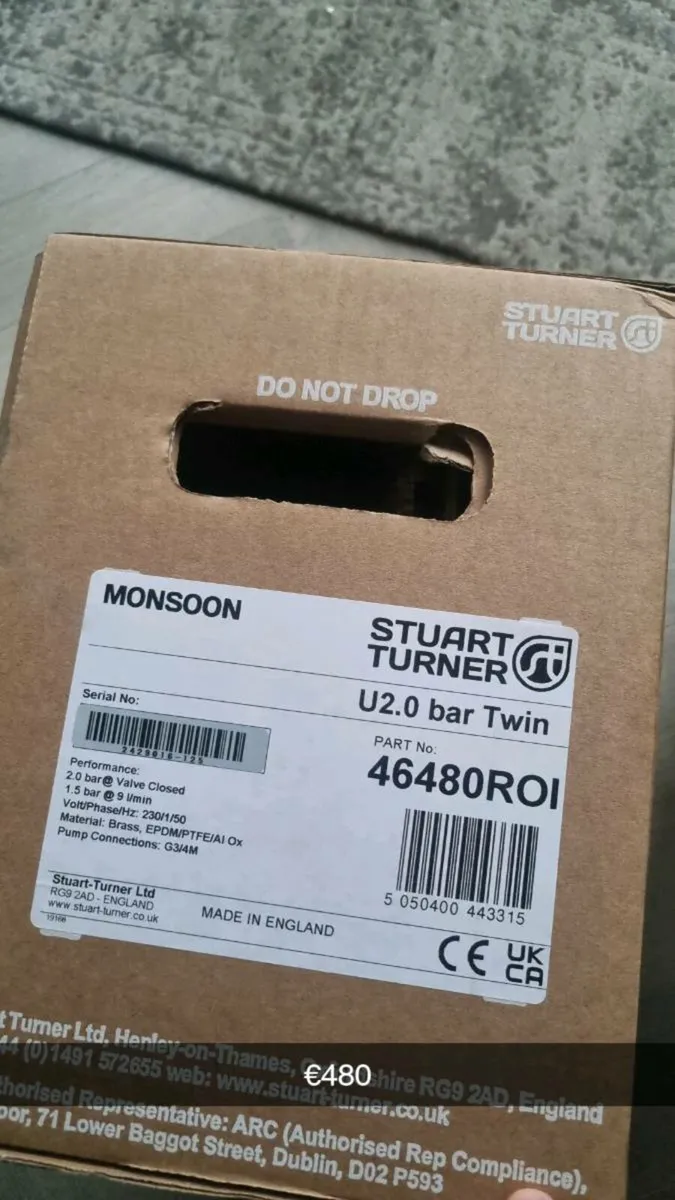 STUART
TURNER
DO NOT DROP
MONSOON
STUART
TURNER
U2.0 bar Twin
Serial No:
2429016-125
PART No:
46480ROI
Performance:
2.0 bar@ Valve Closed
1.5 bar @ 9 l/min
Volt/Phase/Hz: 230/1/50
Material: Brass, EPDM/PTFE/Al Ox
Pump Connections: G3/4M
5 050400 443315
Stuart-Turner Ltd
RG9 2AD - ENGLAND
www.stuart-turner.co.uk
MADE IN ENGLAND
CE UK
CA
t Turner Ltd, Henley-on-Thames, shire RG9 2AD, England
44 (0)1491 572655 web: www.stuart-turner.co.uk
€480
thorised Representative: ARC (Authorised Rep Compliance),
oor, 71 Lower Baggot Street, Dublin, D02 P593